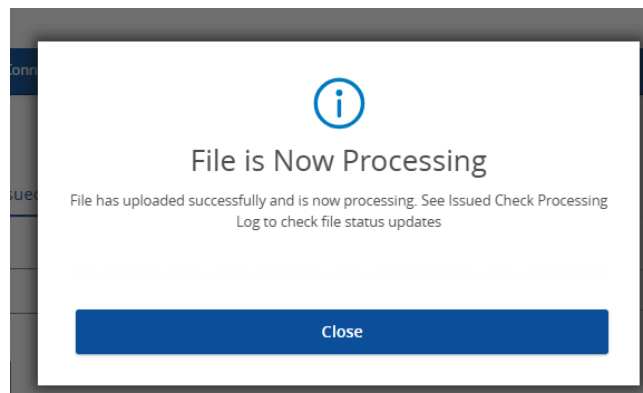 File is Now Processing
File has uploaded successfully and is now processing. See Issued Check Processing
Log to check file status updates
Close